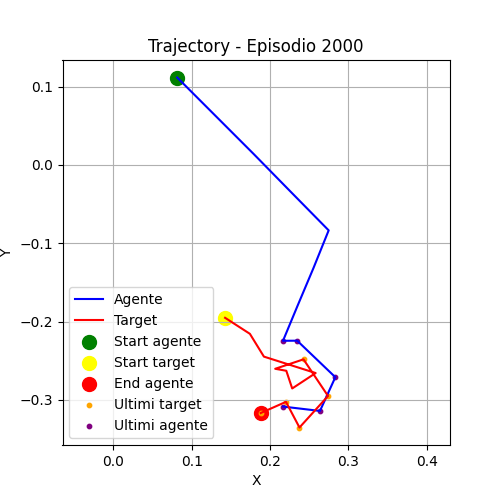 Trajectory - Episodio 2000
0.1
0.0
−0.1
−0.2
−0.3
Y
Agente
Target
Start agente
Start target
End agente
Ultimi target
Ultimi agente
0.0 0.1 0.2 0.3 0.4
X